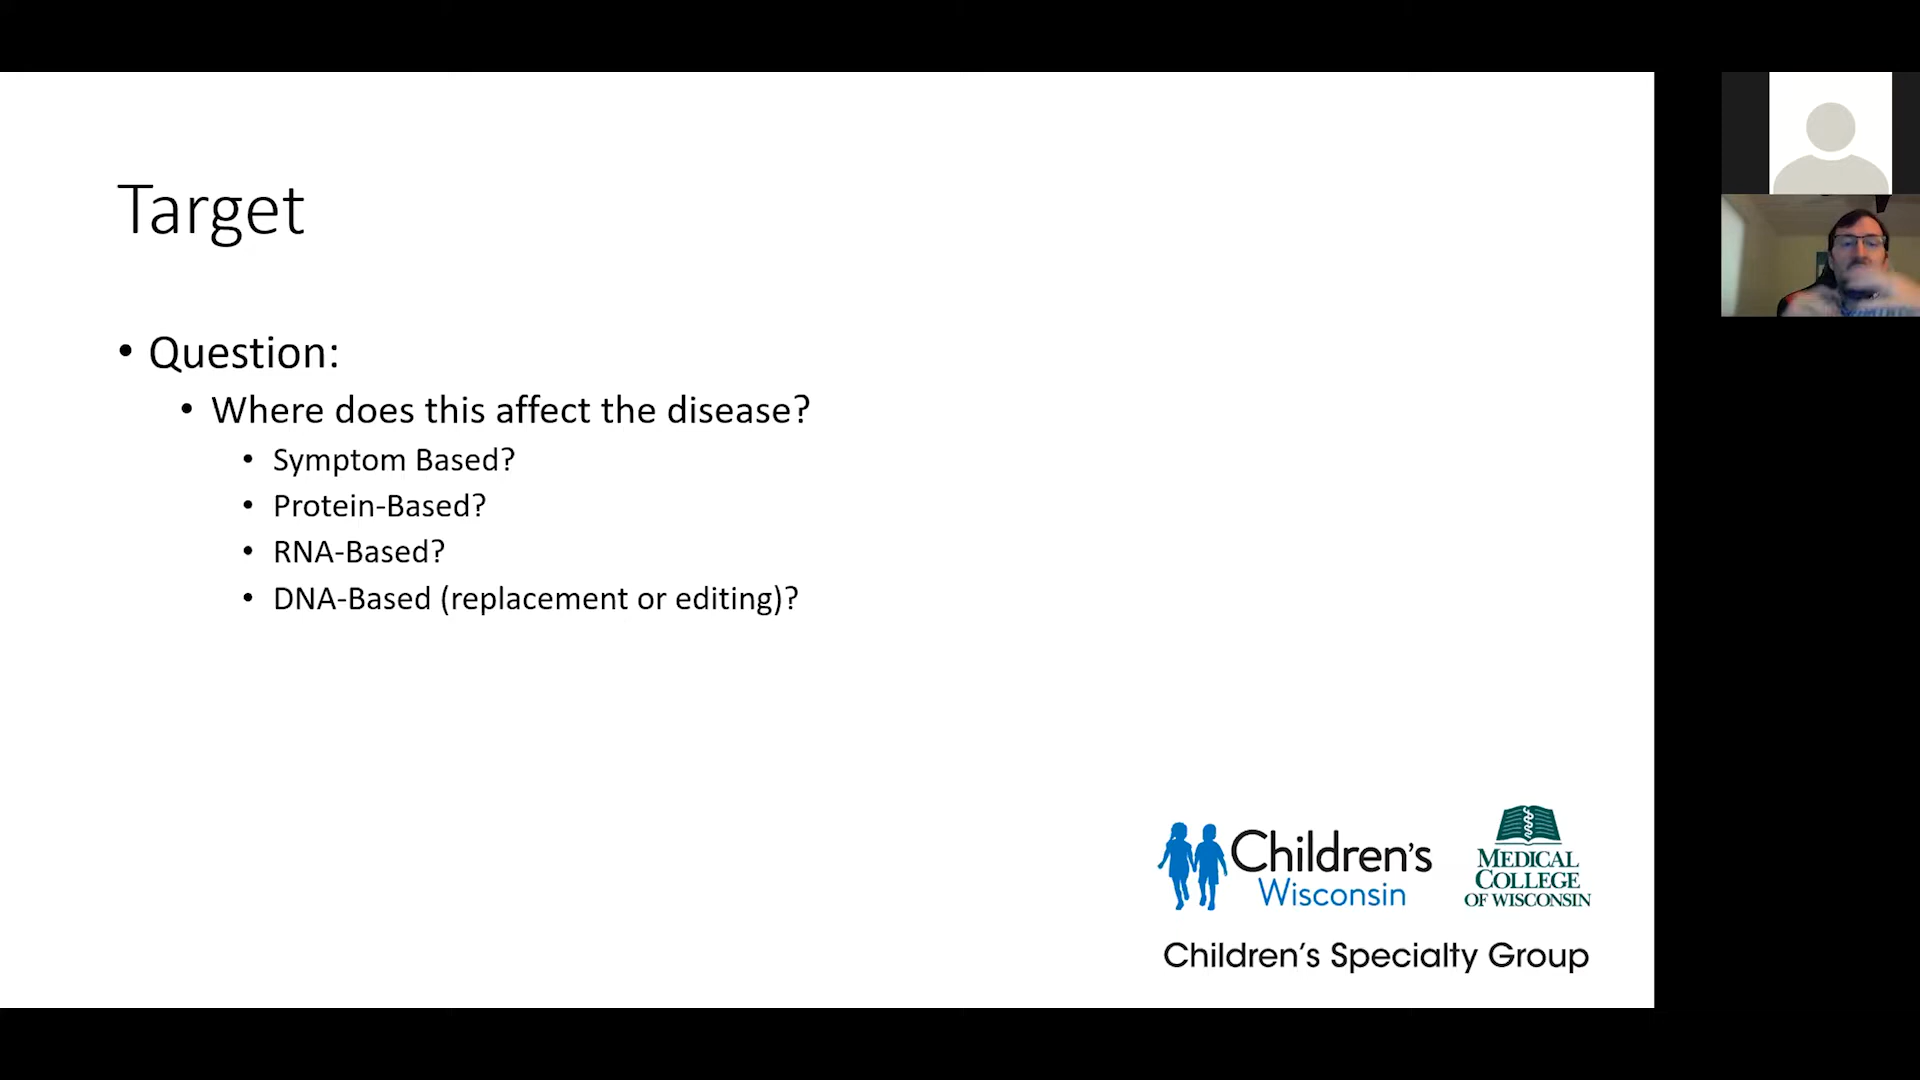 Target
• Question:
• Where does this affect the disease?
• Symptom Based?
• Protein-Based?
• RNA-Based?
• DNA-Based (replacement or editing)?
Children's
Wisconsin
MEDICAL
COLLEGE
OF WISCONSIN
Children's Specialty Group